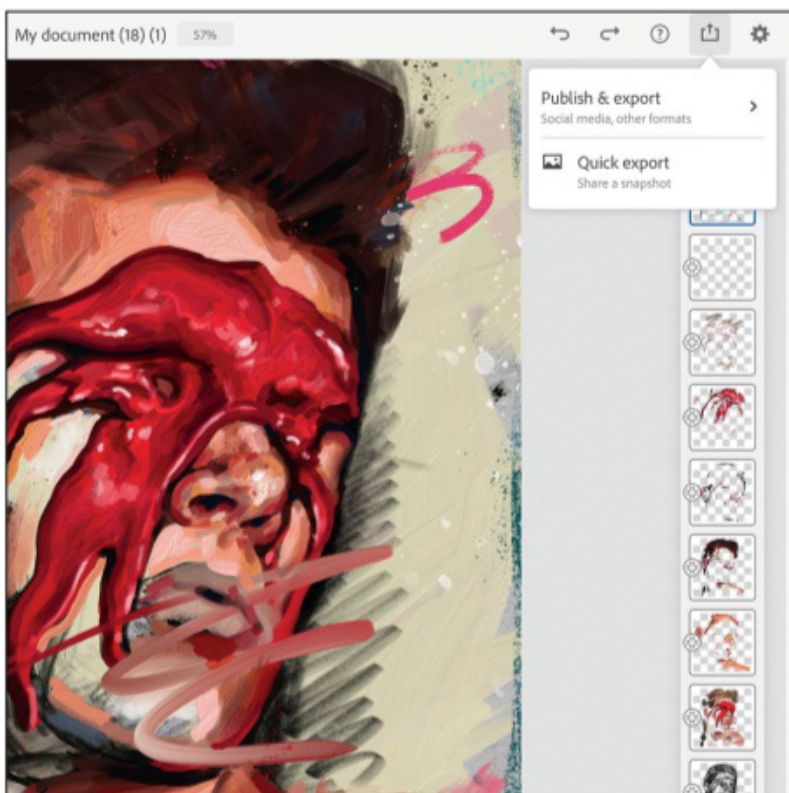 My document (18) (1) 57%
Publish & export
Social media, other formats
Quick export
Share a snapshot